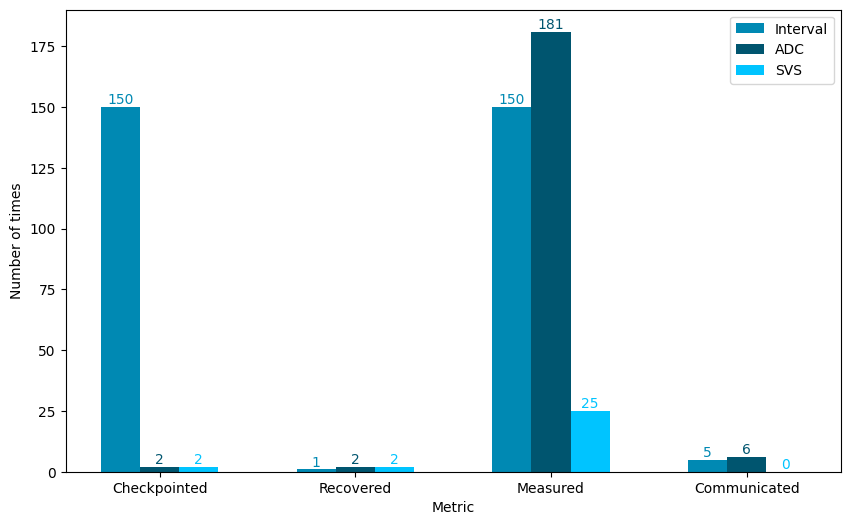 Interval
ADC
SVS
Number of times
175
150
125
100
75
50
25
0
150
2
2
1
2
2
150
181
25
5
6
0
Checkpointed
Recovered
Measured
Communicated
Metric